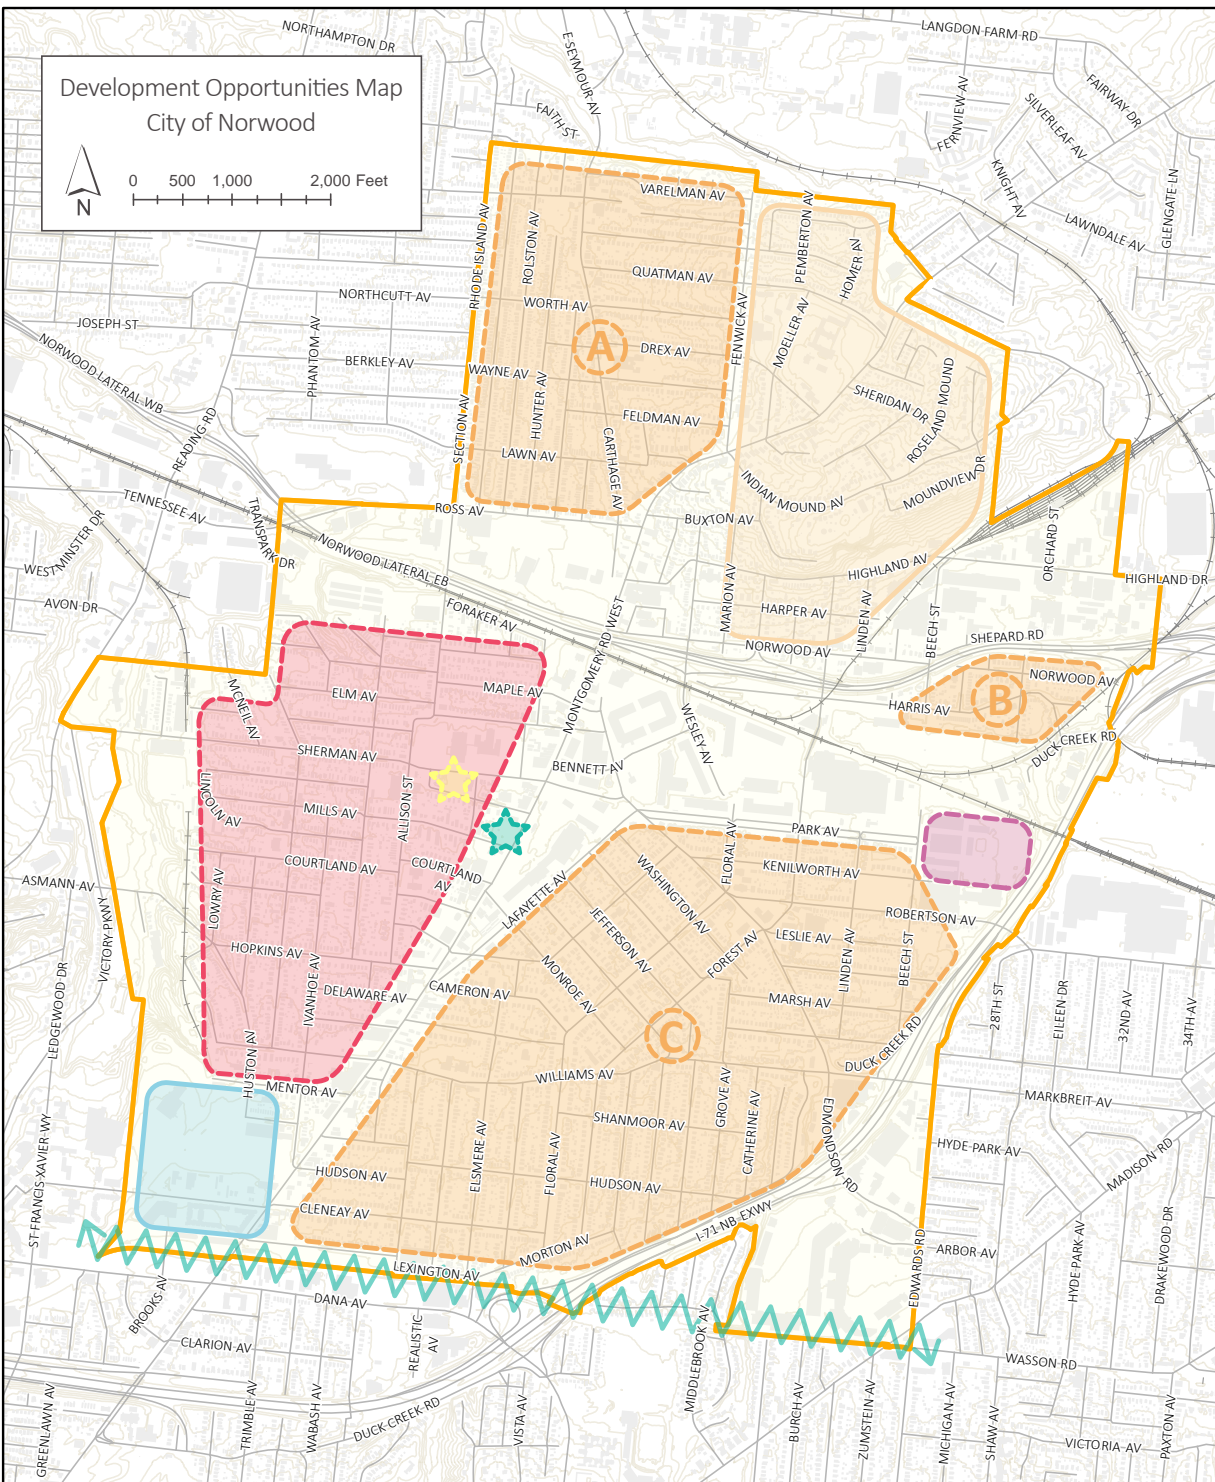 Development Opportunities Map
City of Norwood
0 500 1,000 2,000 Feet
N
NORTHAMPTON DR
E SEYMOUR AV
FAITH ST
LANGDON FARM RD
FAIRWAY DR
SILVERLEAF AV
FERNVIEW AV
KNIGHT AV
LAWNDALE AV
GLENGATE LN
VARELMAN AV
RHODE ISLAND AV
ROLSTON AV
QUATMAN AV
PEMBERTON AV
HOMER AV
NORTHCUTT AV
WORTH AV
JOSEPH ST
PHANTOM AV
FENWICK AV
MOELLER AV
A
DREX AV
NORWOOD LATERAL WB
BERKLEY AV
WAYNE AV
HUNTER AV
SHERIDAN DR
ROSELAND MOUND
READING RD
SECTION AV
FELDMAN AV
CARTHAGE AV
LAWN AV
TENNESSEE AV
TRANSPARK DR
ROSS AV
INDIAN MOUND AV
MOUNDVIEW DR
BUXTON AV
WESTMINSTER DR
NORWOOD LATERAL EB
ORCHARD ST
HIGHLAND AV
HIGHLAND DR
AVON DR
FORAKER AV
MARION AV
HARPER AV
LINDEN AV
BEECH ST
SHEPARD RD
MONTGOMERY RD WEST
NORWOOD AV
NORWOOD AV
MCNEIL AV
ELM AV
MAPLE AV
HARRIS AV
B
WESLEY AV
DUCK CREEK RD
SHERMAN AV
BENNETT AV
LINCOLN AV
MILLS AV
ALLISON ST
PARK AV
FLORAL AV
KENILWORTH AV
COURTLAND AV
COURTLAND AV
WASHINGTON AV
ASMANN AV
LOWRY AV
LAFAYETTE AV
JEFFERSON AV
ROBERTSON AV
VICTORY PKWY
HOPKINS AV
LESLIE AV
LINDEN AV
BEECH ST
FOREST AV
MONROE AV
LEDGEWOOD DR
IVANHOE AV
DELAWARE AV
CAMERON AV
MARSH AV
28TH ST
EILEEN DR
32ND AV
34TH AV
C
DUCK CREEK RD
HUSTON AV
MENTOR AV
WILLIAMS AV
GROVE AV
CATHERINE AV
EDMONDSON RD
MARKBREIT AV
SHANMOOR AV
ST FRANCIS XAVIER WY
ELSMERE AV
FLORAL AV
HYDE PARK AV
MADISON RD
HUDSON AV
HUDSON AV
CLENEAY AV
I-71 NB EXWY
HYDE PARK AV
DRAKEWOOD DR
MORTON AV
EDWARDS RD
ARBOR AV
LEXINGTON AV
BROOKS AV
DANA AV
CLARION AV
REALISTIC AV
MIDDLEBROOK AV
WASSON RD
GREENLAWN AV
TRIMBLE AV
WABASH AV
DUCK CREEK RD
VISTA AV
BURCH AV
ZUMSTEIN AV
MICHIGAN AV
SHAW AV
VICTORIA AV
PAXTON AV